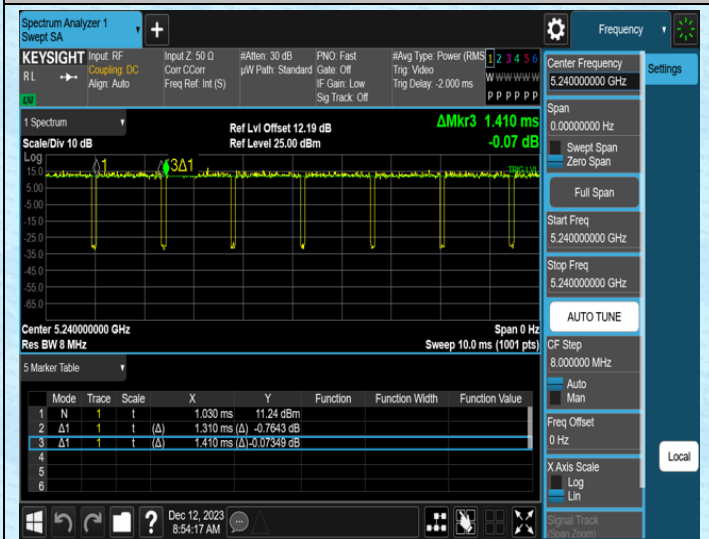 Spectrum Analyzer 1
Swept SA
+
Frequency
KEYSIGHT
Input: RF
Coupling: DC
Align: Auto
Input Z: 50 Ω
Corr CCorr
Freq Ref: Int (S)
#Atten: 30 dB
µW Path: Standard
PNO: Fast
Gate: Off
IF Gain: Low
Sig Track: Off
#Avg Type: Power (RMS
Trig: Video
Trig Delay: -2.000 ms
1 2 3 4 5 6
W W W W W W
P P P P P P
RL
LXI
1 Spectrum
Scale/Div 10 dB
Ref Lvl Offset 12.19 dB
Ref Level 25.00 dBm
ΔMkr3 1.410 ms
-0.07 dB
Log
15.0
5.00
-5.00
-15.0
-25.0
-35.0
-45.0
-55.0
-65.0
1
3Δ1
TRIG LVL
Center 5.240000000 GHz
Res BW 8 MHz
Span 0 Hz
Sweep 10.0 ms (1001 pts)
5 Marker Table
Mode Trace Scale X Y Function Function Width Function Value
1 N 1 t 1.030 ms 11.24 dBm
2 Δ1 1 t (Δ) 1.310 ms (Δ) -0.7643 dB
3 Δ1 1 t (Δ) 1.410 ms (Δ) -0.07349 dB
4
5
6
?
Dec 12, 2023
8:54:17 AM
Center Frequency
5.240000000 GHz
Span
0.00000000 Hz
Swept Span
Zero Span
Full Span
Start Freq
5.240000000 GHz
Stop Freq
5.240000000 GHz
AUTO TUNE
CF Step
8.000000 MHz
Auto
Man
Freq Offset
0 Hz
X Axis Scale
Log
Lin
Signal Track
(Span Zoom)
Settings
Local